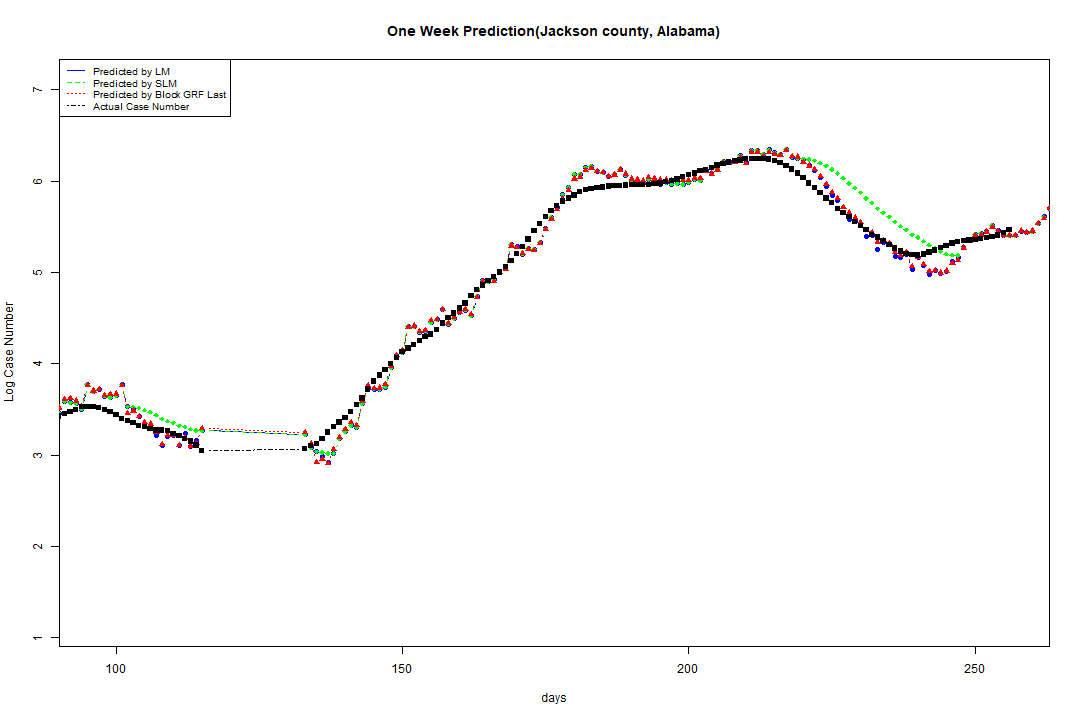 One Week Prediction(Jackson county, Alabama)
Predicted by LM
Predicted by SLM
Predicted by Block GRF Last
Actual Case Number
7
6
5
4
3
2
1
Log Case Number
100 150 200 250
days